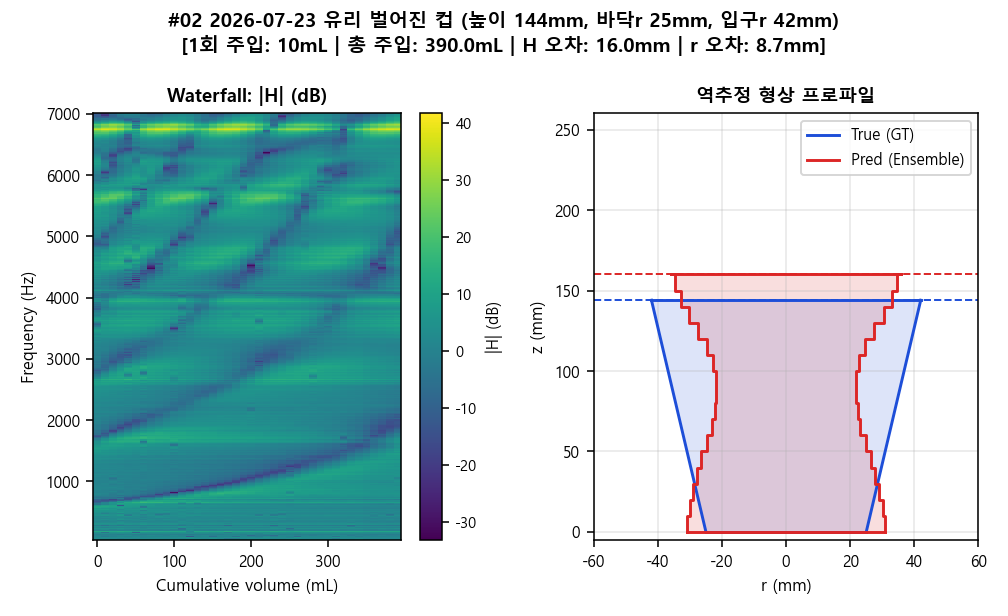 #02 2026-07-23 유리 벌어진 컵 (높이 144mm, 바닥r 25mm, 입구r 42mm)
[1회 주입: 10mL | 총 주입: 390.0mL | H 오차: 16.0mm | r 오차: 8.7mm]
Waterfall: |H| (dB)
7000
6000
5000
4000
3000
2000
1000
Frequency (Hz)
0
100
200
300
Cumulative volume (mL)
40
30
20
10
0
-10
-20
-30
|H| (dB)
역추정 형상 프로파일
True (GT)
Pred (Ensemble)
250
200
150
100
50
0
z (mm)
-60
-40
-20
0
20
40
60
r (mm)